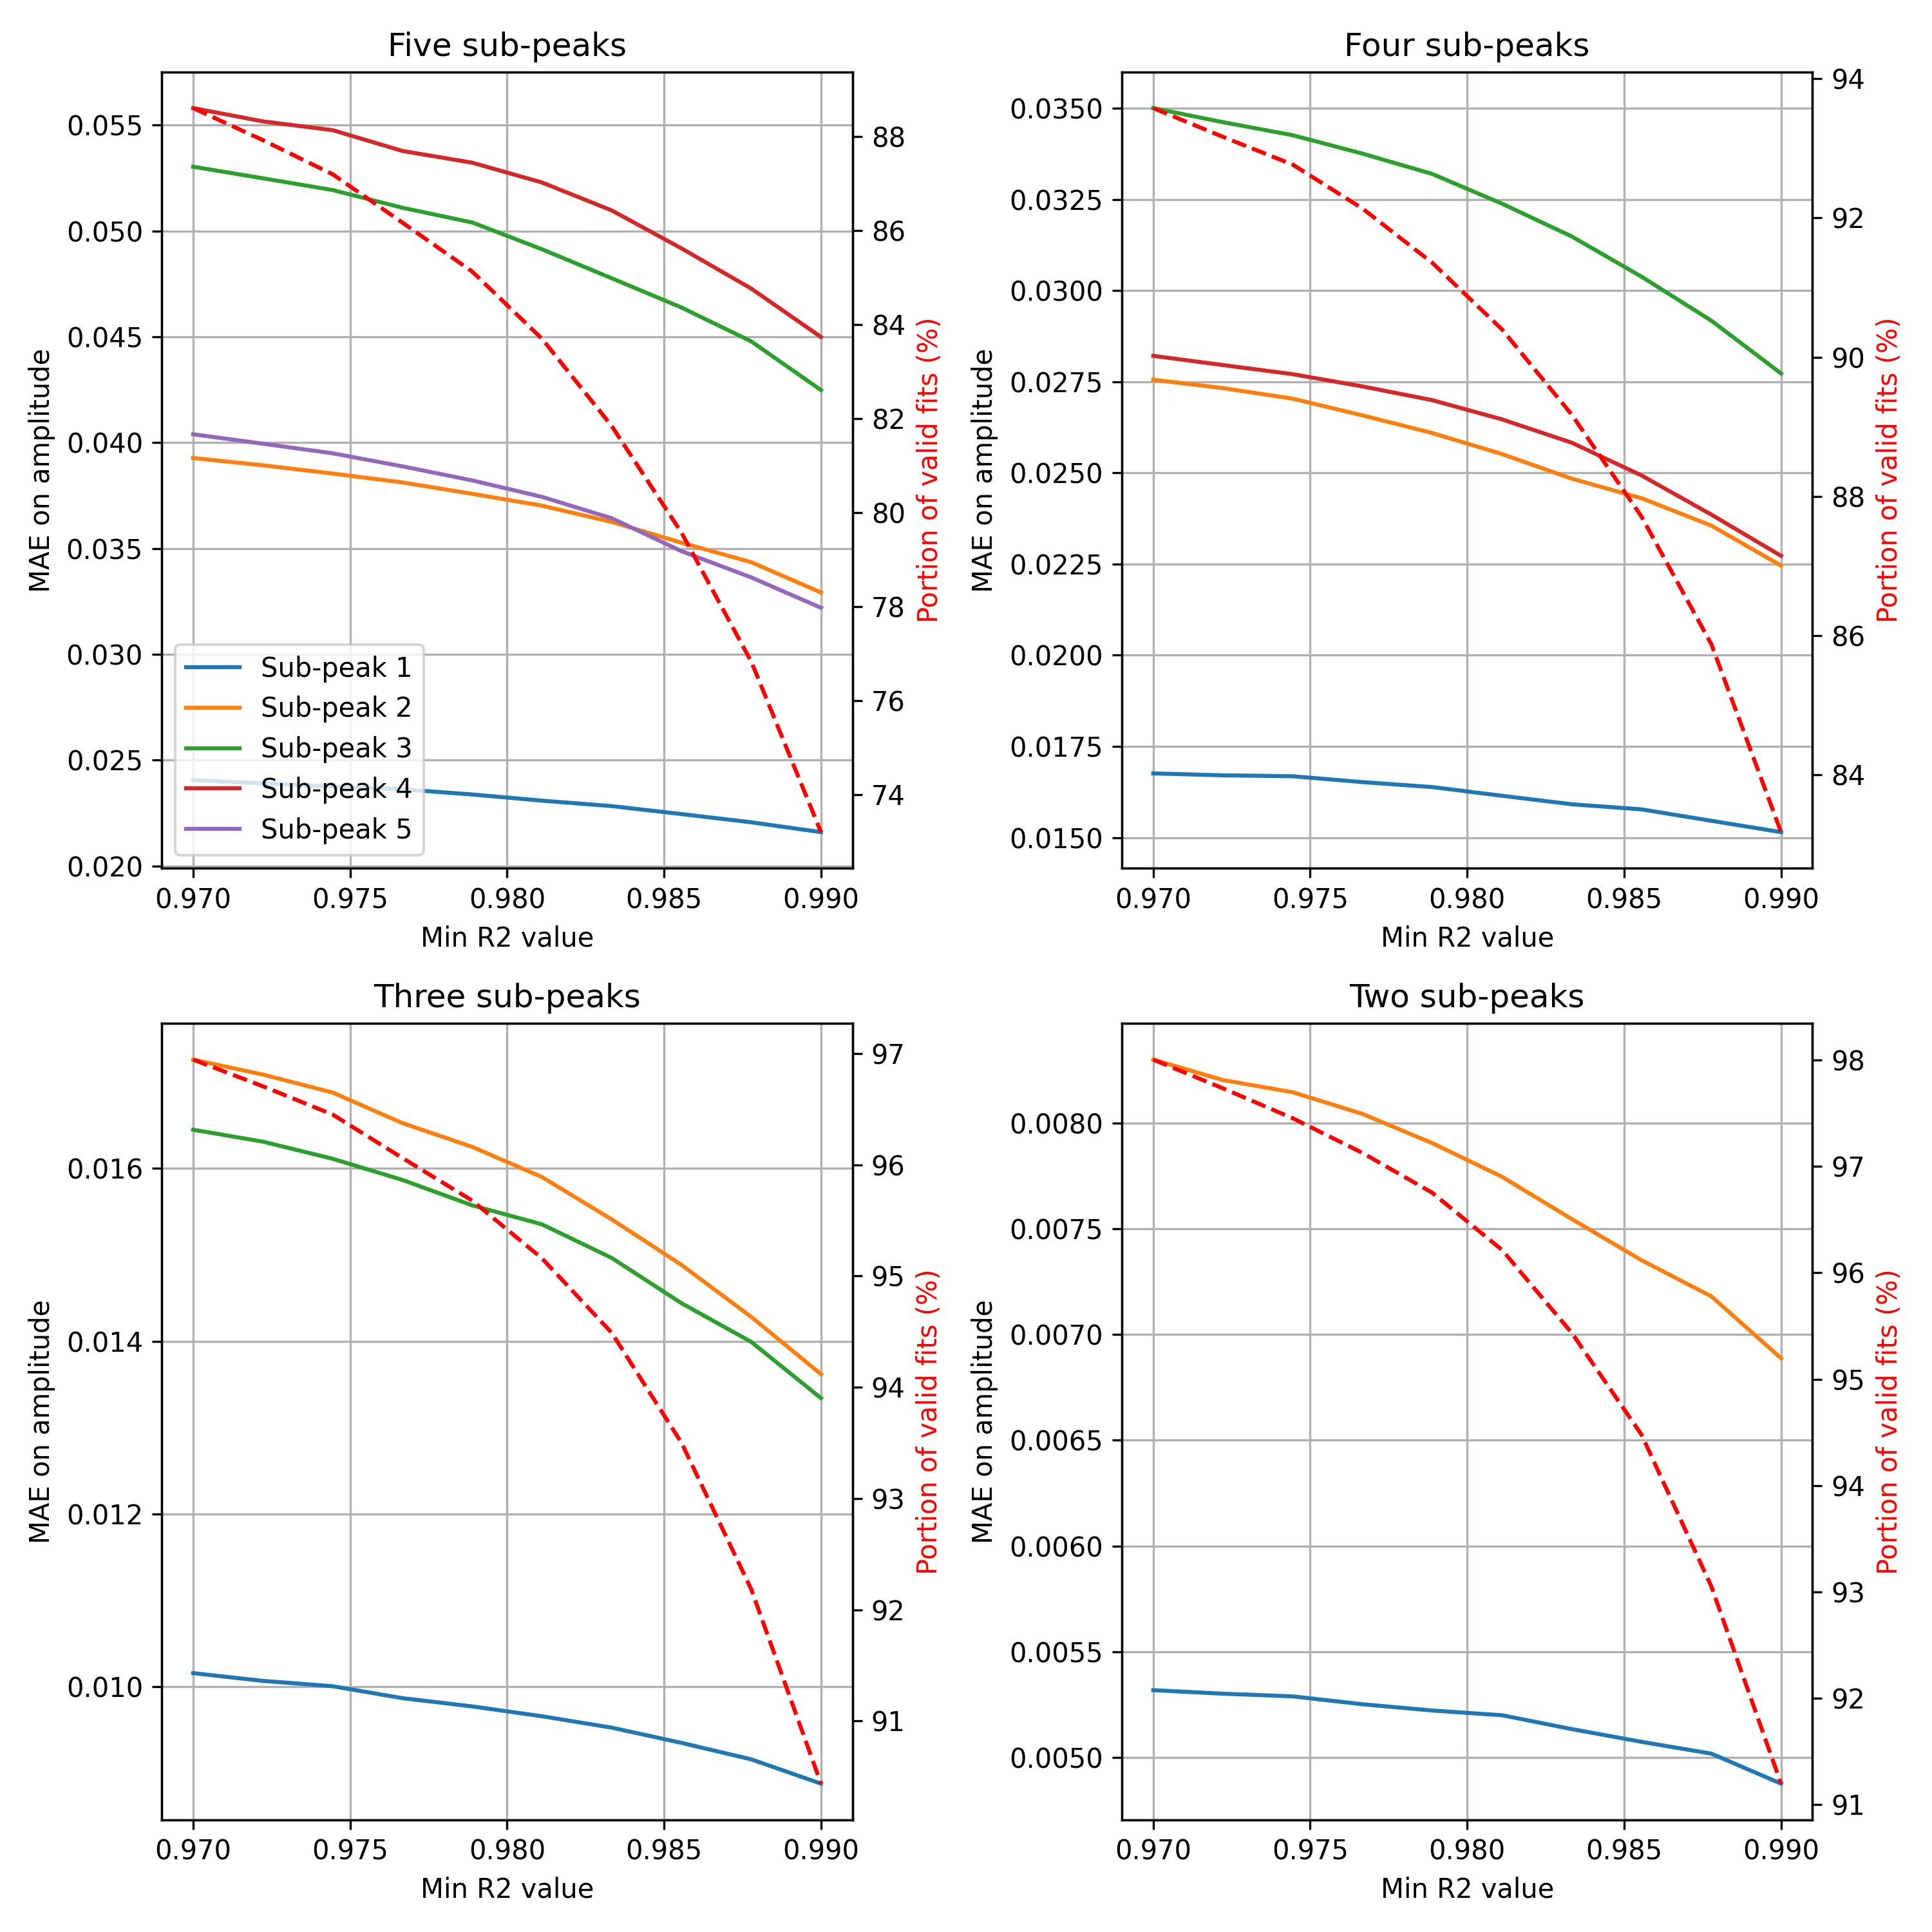 Five sub-peaks
MAE on amplitude
0.055
0.050
0.045
0.040
0.035
0.030
0.025
0.020
88
86
84
82
80
78
76
74
Portion of valid fits (%)
Sub-peak 1
Sub-peak 2
Sub-peak 3
Sub-peak 4
Sub-peak 5
0.970 0.975 0.980 0.985 0.990
Min R2 value
Four sub-peaks
MAE on amplitude
0.0350
0.0325
0.0300
0.0275
0.0250
0.0225
0.0200
0.0175
0.0150
94
92
90
88
86
84
Portion of valid fits (%)
0.970 0.975 0.980 0.985 0.990
Min R2 value
Three sub-peaks
MAE on amplitude
0.016
0.014
0.012
0.010
97
96
95
94
93
92
91
Portion of valid fits (%)
0.970 0.975 0.980 0.985 0.990
Min R2 value
Two sub-peaks
MAE on amplitude
0.0080
0.0075
0.0070
0.0065
0.0060
0.0055
0.0050
98
97
96
95
94
93
92
91
Portion of valid fits (%)
0.970 0.975 0.980 0.985 0.990
Min R2 value